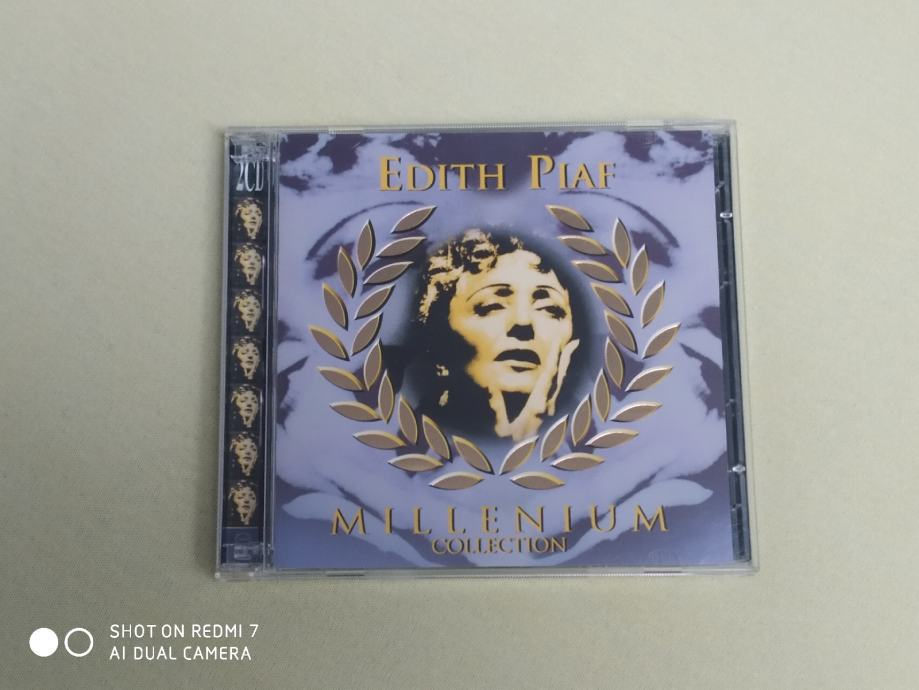 2CD
EDITH PIAF
MILLENIUM
COLLECTION
SHOT ON REDMI 7
AI DUAL CAMERA